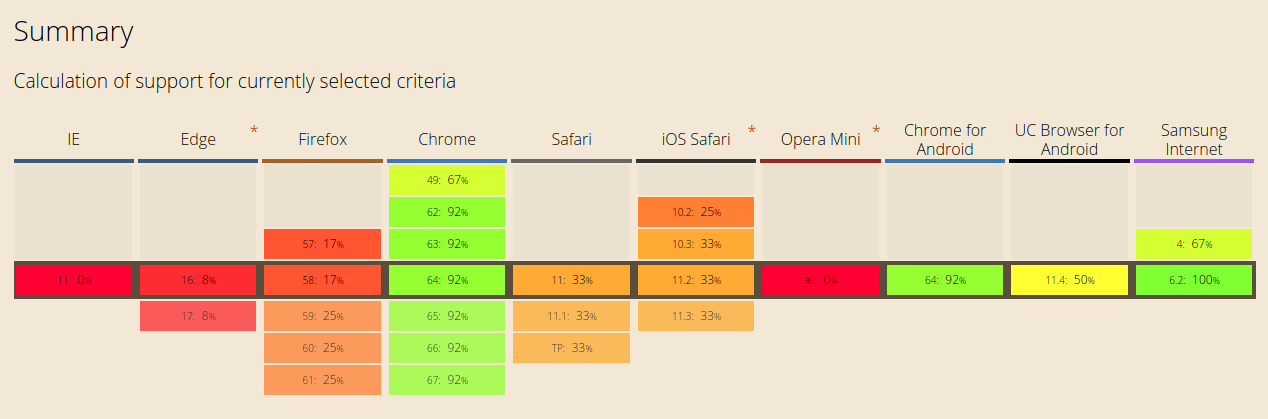 Summary
Calculation of support for currently selected criteria
IE Edge * Firefox Chrome Safari iOS Safari * Opera Mini * Chrome for Android UC Browser for Android Samsung Internet
49: 67%
62: 92% 10.2: 25%
57: 17% 63: 92% 10.3: 33% 4: 67%
11: 0% 16: 8% 58: 17% 64: 92% 11: 33% 11.2: 33% all: 0% 64: 92% 11.4: 50% 6.2: 100%
17: 8% 59: 25% 65: 92% 11.1: 33% 11.3: 33%
60: 25% 66: 92% TP: 33%
61: 25% 67: 92%